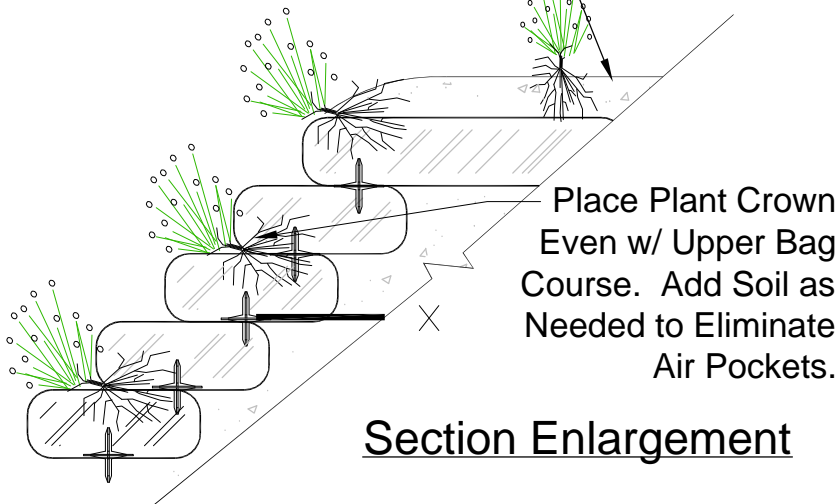 Place Plant Crown
Even w/ Upper Bag
Course.  Add Soil as
Needed to Eliminate
Air Pockets.
Section Enlargement